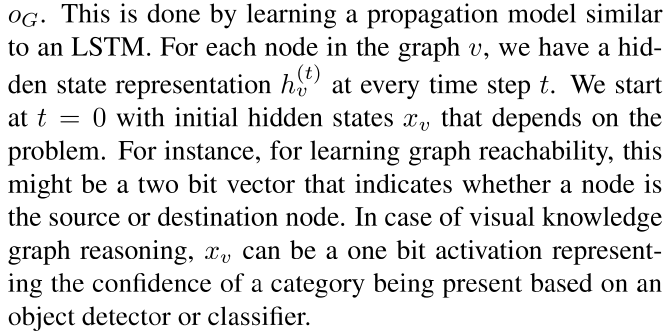 o_G. This is done by learning a propagation model similar
to an LSTM. For each node in the graph v, we have a hid-
den state representation h_v^{(t)} at every time step t. We start
at t = 0 with initial hidden states x_v that depends on the
problem. For instance, for learning graph reachability, this
might be a two bit vector that indicates whether a node is
the source or destination node. In case of visual knowledge
graph reasoning, x_v can be a one bit activation represent-
ing the confidence of a category being present based on an
object detector or classifier.